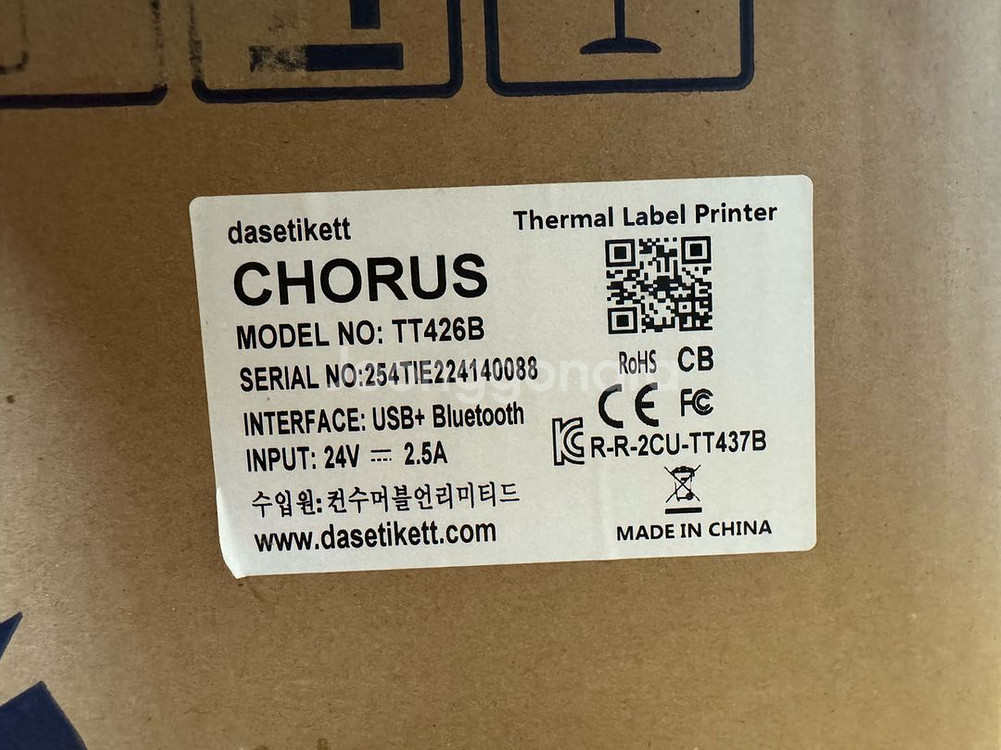 dasetikett
Thermal Label Printer
CHORUS
MODEL NO: TT426B
SERIAL NO:254TIE224140088
RoHS CB
INTERFACE: USB+ Bluetooth
CE FC
INPUT: 24V ⎓ 2.5A
R-R-2CU-TT437B
수입원: 컨수머블언리미티드
www.dasetikett.com
MADE IN CHINA